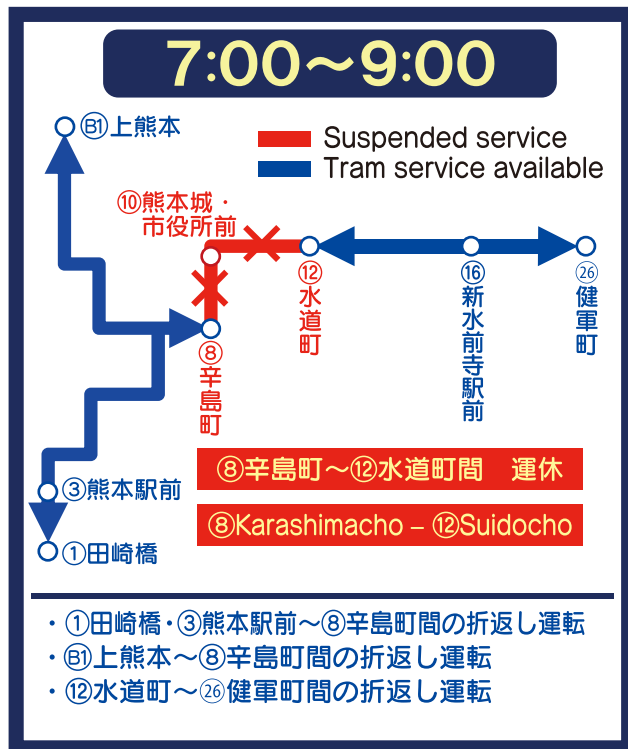 7:00～9:00
Ⓑ1上熊本
Suspended service
Tram service available
⑩熊本城・
市役所前
⑫水道町
⑯新水前寺駅前
㉖健軍町
⑧辛島町
③熊本駅前
①田崎橋
⑧辛島町～⑫水道町間　運休
⑧Karashimacho – ⑫Suidocho
・①田崎橋・③熊本駅前～⑧辛島町間の折返し運転
・Ⓑ1上熊本～⑧辛島町間の折返し運転
・⑫水道町～㉖健軍町間の折返し運転